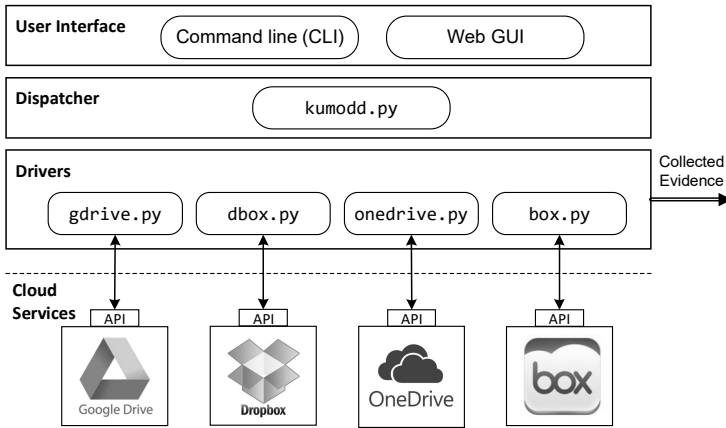 User Interface
Command line (CLI)
Web GUI
Dispatcher
kumodd.py
Drivers
Collected
Evidence
gdrive.py
dbox.py
onedrive.py
box.py
Cloud
Services
API
API
API
API
Google Drive
Dropbox
OneDrive
box